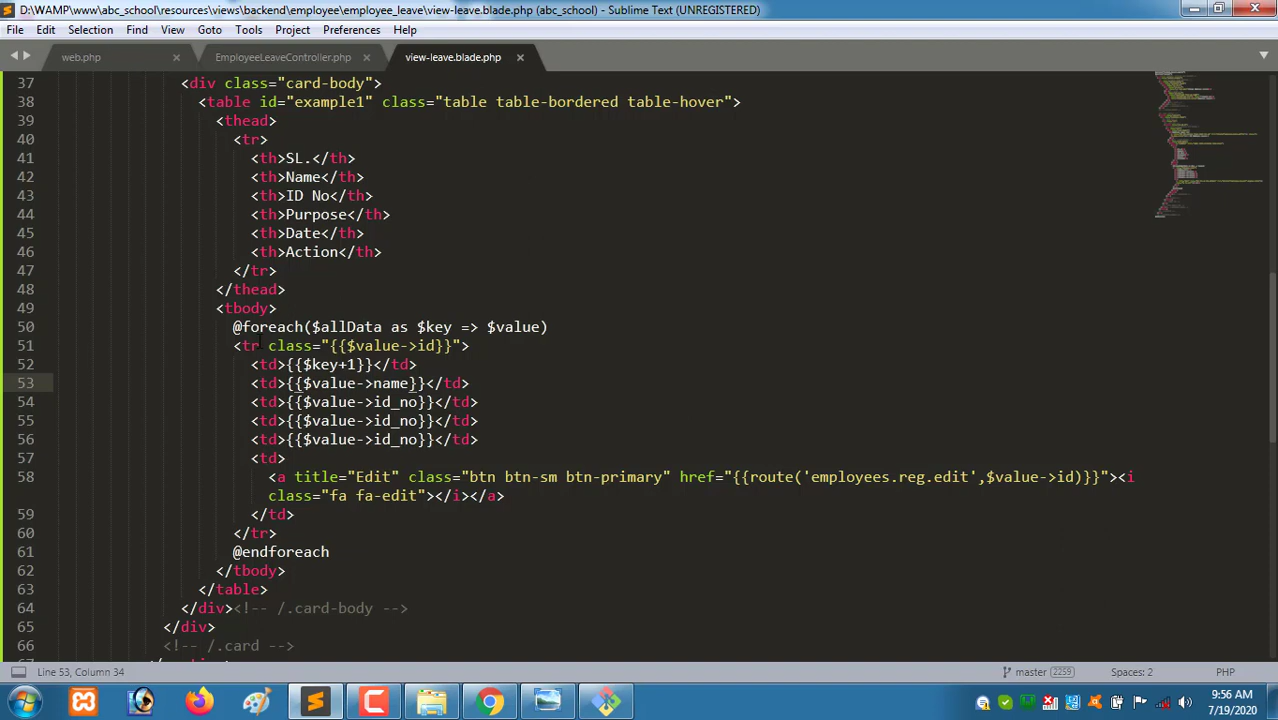 D:\WAMP\www\abc_school\resources\views\backend\employee\employee_leave\view-leave.blade.php (abc_school) - Sublime Text (UNREGISTERED)
File Edit Selection Find View Goto Tools Project Preferences Help
web.php EmployeeLeaveController.php view-leave.blade.php
37 <div class="card-body">
38 <table id="example1" class="table table-bordered table-hover">
39 <thead>
40 <tr>
41 <th>SL.</th>
42 <th>Name</th>
43 <th>ID No</th>
44 <th>Purpose</th>
45 <th>Date</th>
46 <th>Action</th>
47 </tr>
48 </thead>
49 <tbody>
50 @foreach($allData as $key => $value)
51 <tr class="{{$value->id}}">
52 <td>{{$key+1}}</td>
53 <td>{{$value->name}}</td>
54 <td>{{$value->id_no}}</td>
55 <td>{{$value->id_no}}</td>
56 <td>{{$value->id_no}}</td>
57 <td>
58 <a title="Edit" class="btn btn-sm btn-primary" href="{{route('employees.reg.edit',$value->id)}}"><i
class="fa fa-edit"></i></a>
59 </td>
60 </tr>
61 @endforeach
62 </tbody>
63 </table>
64 </div><!-- /.card-body -->
65 </div>
66 <!-- /.card -->
Line 53, Column 34 master 2259 Spaces: 2 PHP
9:56 AM
7/19/2020